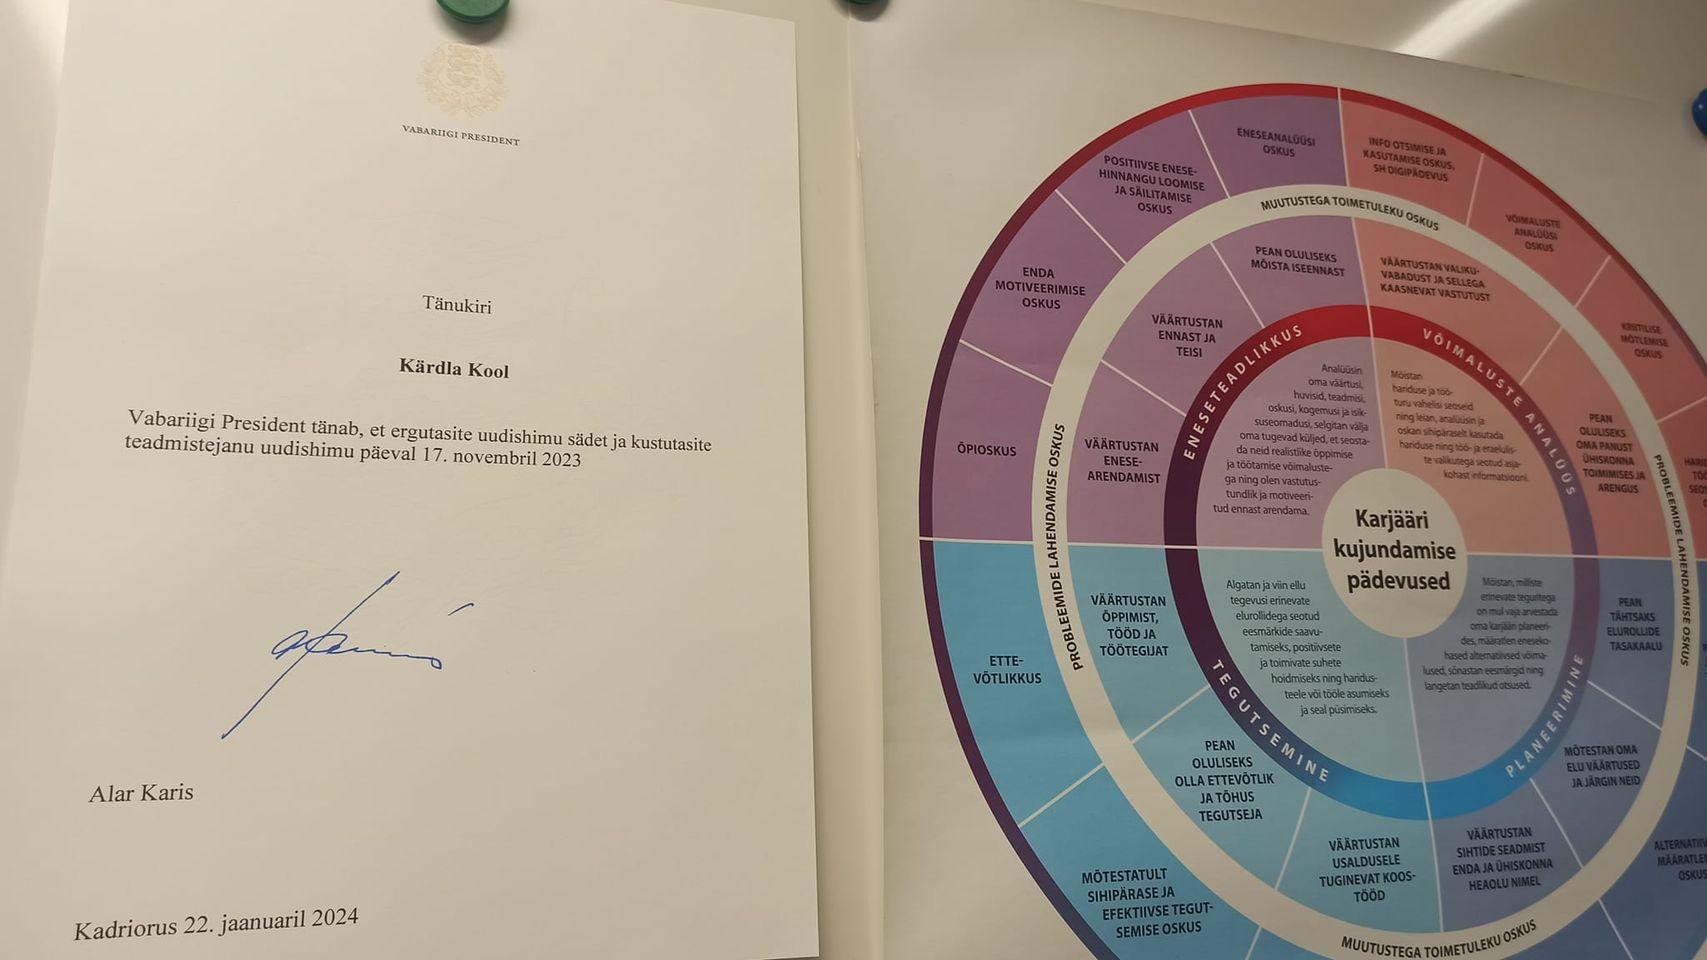 VABARIIGI PRESIDENT
Tänukiri
Kärdla Kool
Vabariigi President tänab, et ergutasite uudishimu sädet ja kustutasite
teadmistejanu uudishimu päeval 17. novembril 2023
Alar Karis
Kadriorus 22. jaanuaril 2024
ENESEANALÜÜSI
OSKUS
POSITIIVSE ENESE-
HINNANGU LOOMISE
JA SÄILITAMISE
OSKUS
ENDA
MOTIVEERIMISE
OSKUS
ÕPIOSKUS
INFO OTSIMISE JA
KASUTAMISE OSKUS,
SH DIGIPÄDEVUS
VÕIMALUSTE
ANALÜÜSI
OSKUS
KRIITILISE
MÕTLEMISE
OSKUS
MUUTUSTEGA TOIMETULEKU OSKUS
PROBLEEMIDE LAHENDAMISE OSKUS
PROBLEEMIDE LAHENDAMISE OSKUS
PEAN OLULISEKS
MÕISTA ISEENNAST
VÄÄRTUSTAN
ENNAST JA
TEISI
VÄÄRTUSTAN
ENESE-
ARENDAMIST
VÄÄRTUSTAN VALIKU-
VABADUST JA SELLEGA
KAASNEVAT VASTUTUST
PEAN
OLULISEKS
OMA PANUST
ÜHISKONNA
TOIMIMISES JA
ARENGUS
ENESETEADLIKKUS
VÕIMALUSTE ANALÜÜS
Analüüsin
oma väärtusi,
huvisid, teadmisi,
oskusi, kogemusi ja isik-
suseomadusi, selgitan välja
oma tugevad küljed, et seosta-
da neid realistlike õppimise
ja töötamise võimaluste-
ga ning olen vastutus-
tundlik ja motiveeri-
tud ennast arendama.
Mõistan
hariduse ja töö-
turu vahelisi seoseid
ning leian, analüüsin ja
oskan sihipäraselt kasutada
hariduse ning töö- ja eraelulis-
te valikutega seotud asja-
kohast informatsiooni.
Karjääri
kujundamise
pädevused
Algatan ja viin ellu
tegevusi erinevate
elurollidega seotud
eesmärkide saavu-
tamiseks, positiivsete
ja toimivate suhete
hoidmiseks ning haridus-
teele või tööle asumiseks
ja seal püsimiseks.
Mõistan, milliste
erinevate teguritega
on mul vaja arvestada
oma karjääri planeeri-
des, määratlen eneseko-
hased alternatiivsed võima-
lused, sõnastan eesmärgid ning
langetan teadlikud otsused.
TEGUTSEMINE
PLANEERIMINE
VÄÄRTUSTAN
ÕPPIMIST,
TÖÖD JA
TÖÖTEGIJAT
PEAN
OLULISEKS
OLLA ETTEVÕTLIK
JA TÕHUS
TEGUTSEJA
VÄÄRTUSTAN
USALDUSELE
TUGINEVAT KOOS-
TÖÖD
VÄÄRTUSTAN
SIHTIDE SEADMIST
ENDA JA ÜHISKONNA
HEAOLU NIMEL
MÕTESTAN OMA
ELU VÄÄRTUSED
JA JÄRGIN NEID
PEAN
TÄHTSAKS
ELUROLLIDE
TASAKAALU
ETTE-
VÕTLIKKUS
MÕTESTATULT
SIHIPÄRASE JA
EFEKTIIVSE TEGUT-
SEMISE OSKUS
MUUTUSTEGA TOIMETULEKU OSKUS